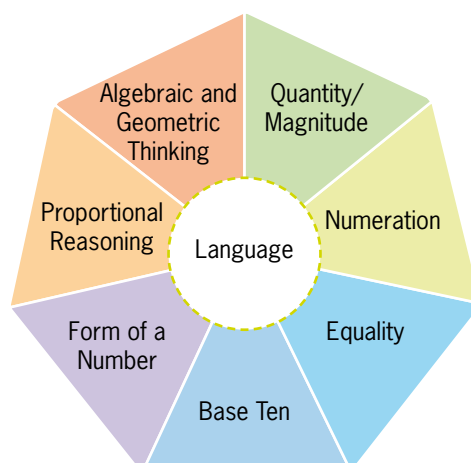 Algebraic and
Geometric
Thinking
Quantity/
Magnitude
Proportional
Reasoning
Language
Numeration
Form of a
Number
Equality
Base Ten